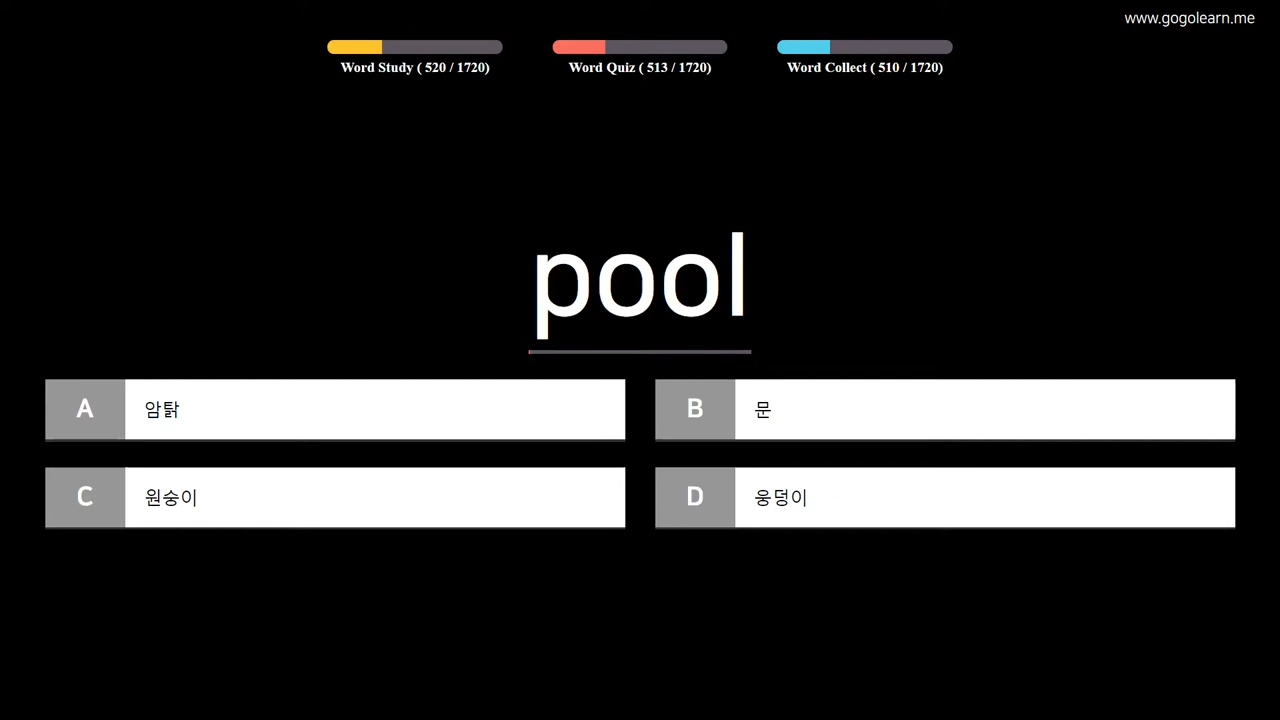 www.gogolearn.me
Word Study ( 520 / 1720)
Word Quiz ( 513 / 1720)
Word Collect ( 510 / 1720)
pool
A 암탉
B 문
C 원숭이
D 웅덩이